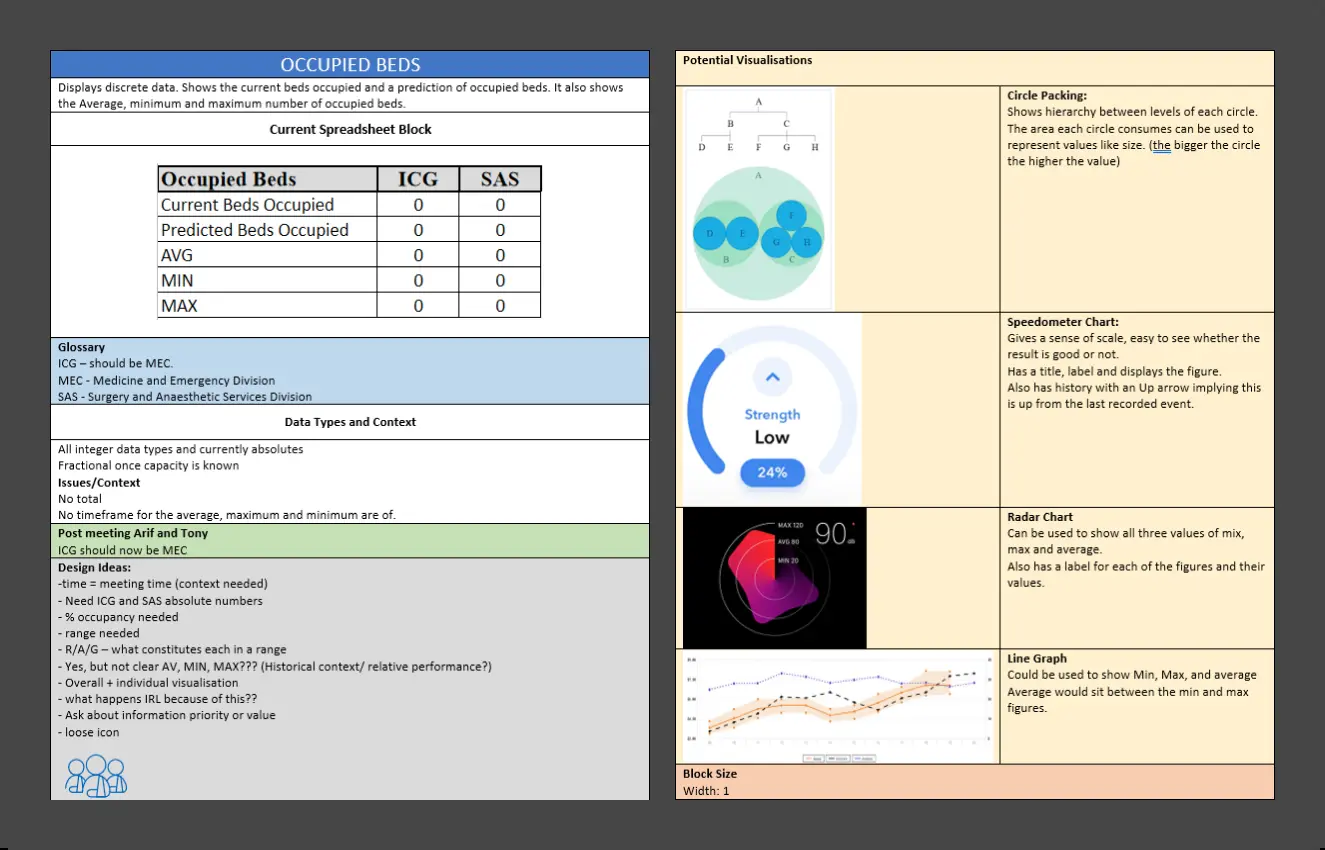 OCCUPIED BEDS
Displays discrete data. Shows the current beds occupied and a prediction of occupied beds. It also shows
the Average, minimum and maximum number of occupied beds.
Current Spreadsheet Block
Occupied Beds ICG SAS
Current Beds Occupied 0 0
Predicted Beds Occupied 0 0
AVG 0 0
MIN 0 0
MAX 0 0
Glossary
ICG – should be MEC.
MEC - Medicine and Emergency Division
SAS - Surgery and Anaesthetic Services Division
Data Types and Context
All integer data types and currently absolutes
Fractional once capacity is known
Issues/Context
No total
No timeframe for the average, maximum and minimum are of.
Post meeting Arif and Tony
ICG should now be MEC
Design Ideas:
-time = meeting time (context needed)
- Need ICG and SAS absolute numbers
- % occupancy needed
- range needed
- R/A/G – what constitutes each in a range
- Yes, but not clear AV, MIN, MAX??? (Historical context/ relative performance?)
- Overall + individual visualisation
- what happens IRL because of this??
- Ask about information priority or value
- loose icon
Potential Visualisations
A
B C
D E F G H
A
F
D E
G H
B C
Circle Packing:
Shows hierarchy between levels of each circle.
The area each circle consumes can be used to
represent values like size. (the bigger the circle
the higher the value)
Strength
Low
24%
Speedometer Chart:
Gives a sense of scale, easy to see whether the
result is good or not.
Has a title, label and displays the figure.
Also has history with an Up arrow implying this
is up from the last recorded event.
MAX 120
AVG 80
MIN 20
90
Radar Chart
Can be used to show all three values of mix,
max and average.
Also has a label for each of the figures and their
values.
Line Graph
Could be used to show Min, Max, and average
Average would sit between the min and max
figures.
Block Size
Width: 1